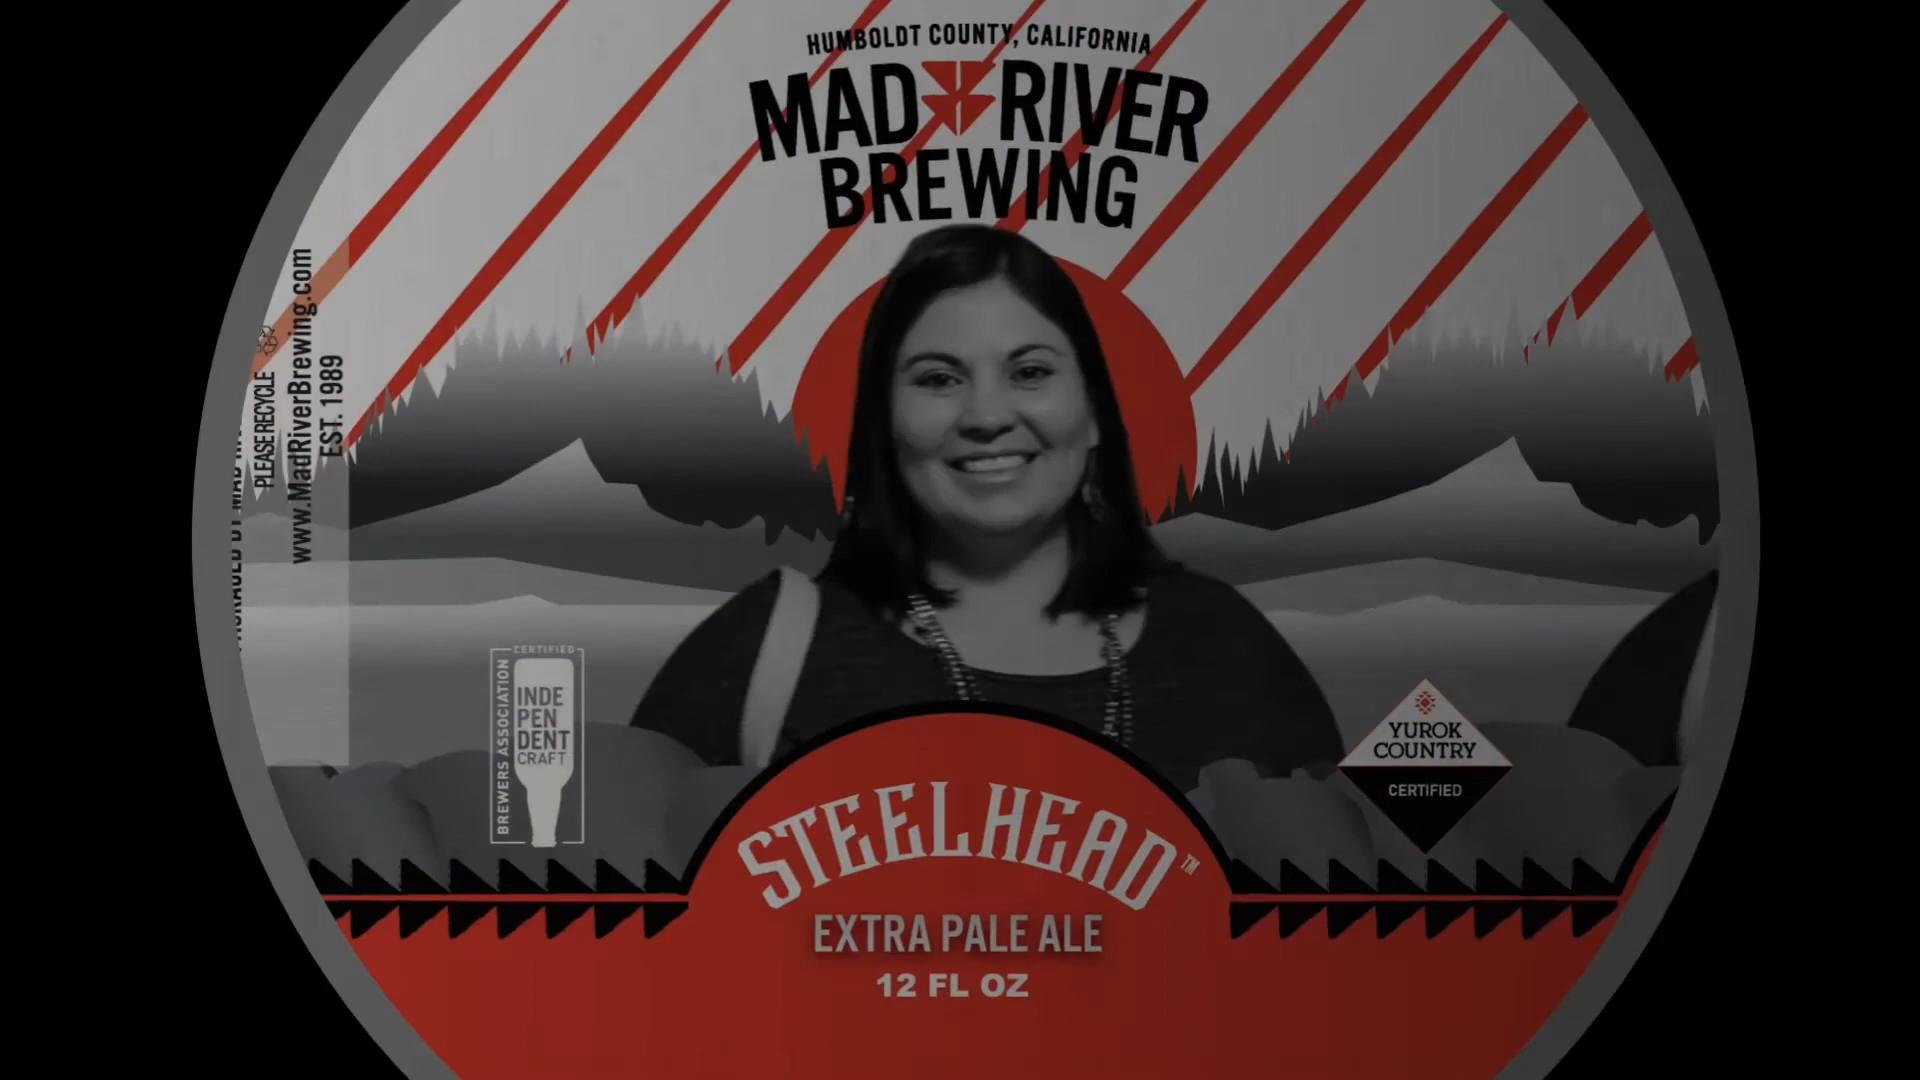 HUMBOLDT COUNTY, CALIFORNIA
MAD RIVER
BREWING
PLEASE RECYCLE
www.MadRiverBrewing.com
EST. 1989
CERTIFIED
BREWERS ASSOCIATION
INDE
PEN
DENT
CRAFT
YUROK
COUNTRY
CERTIFIED
STEELHEAD™
EXTRA PALE ALE
12 FL OZ